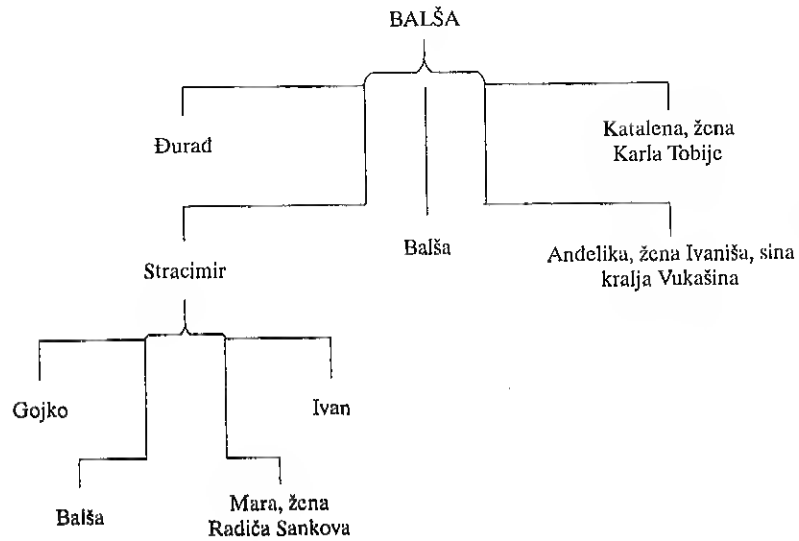 BALŠA
Đurađ
Katalena, žena
Karla Tobije
Stracimir
Balša
Anđelika, žena Ivaniša, sina
kralja Vukašina
Gojko
Ivan
Balša
Mara, žena
Radiča Sankova